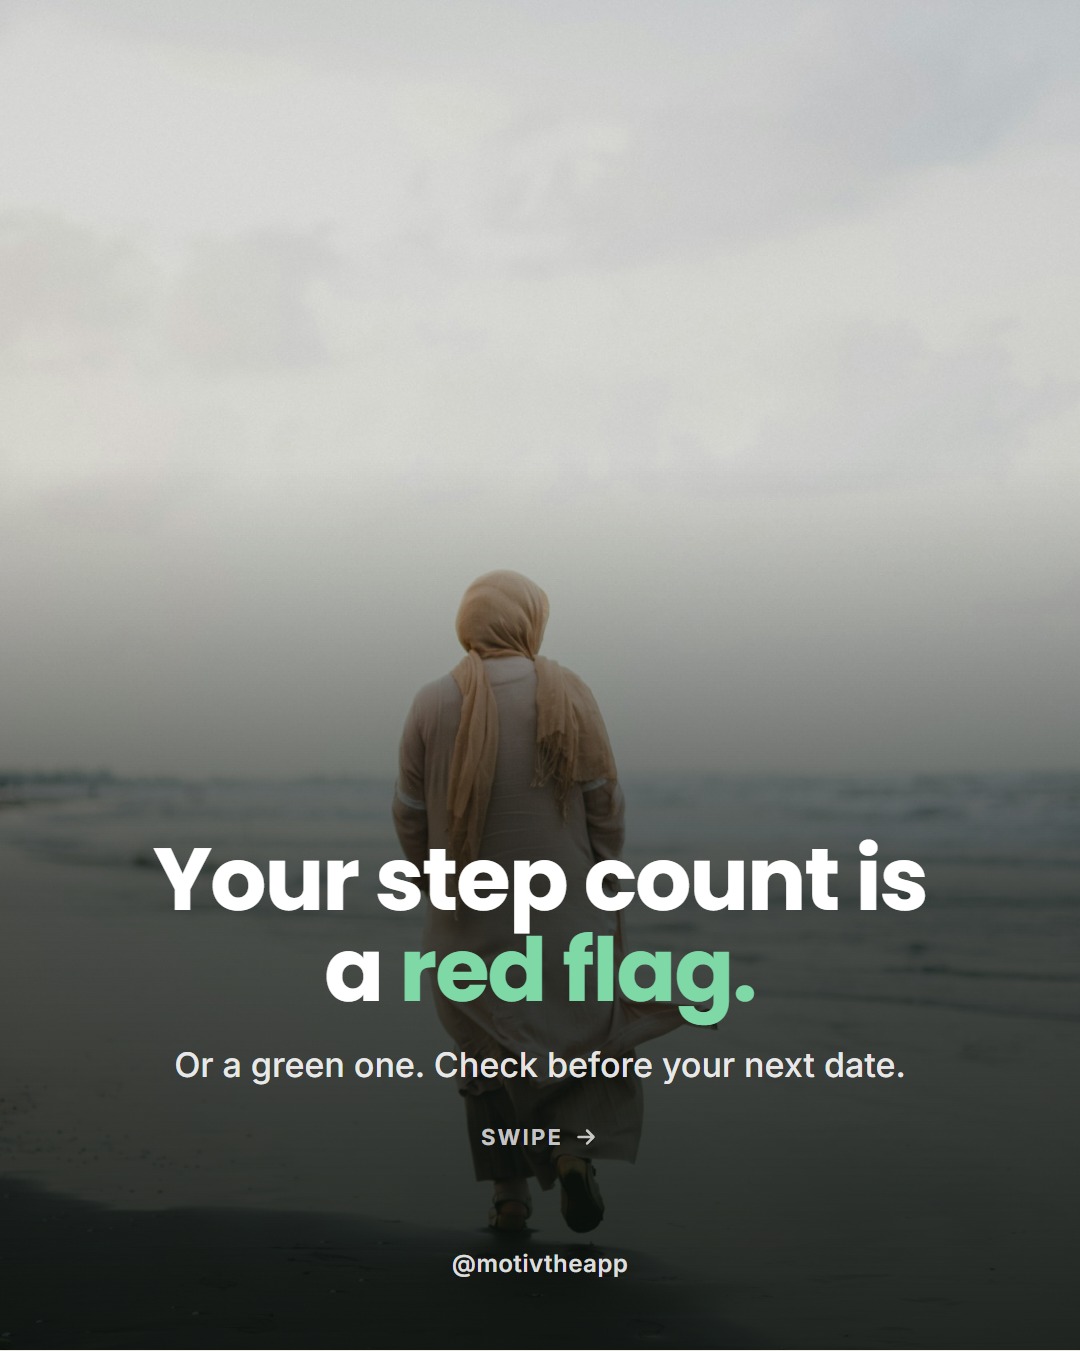 Your step count is
a red flag.
Or a green one. Check before your next date.
SWIPE →
@motivtheapp